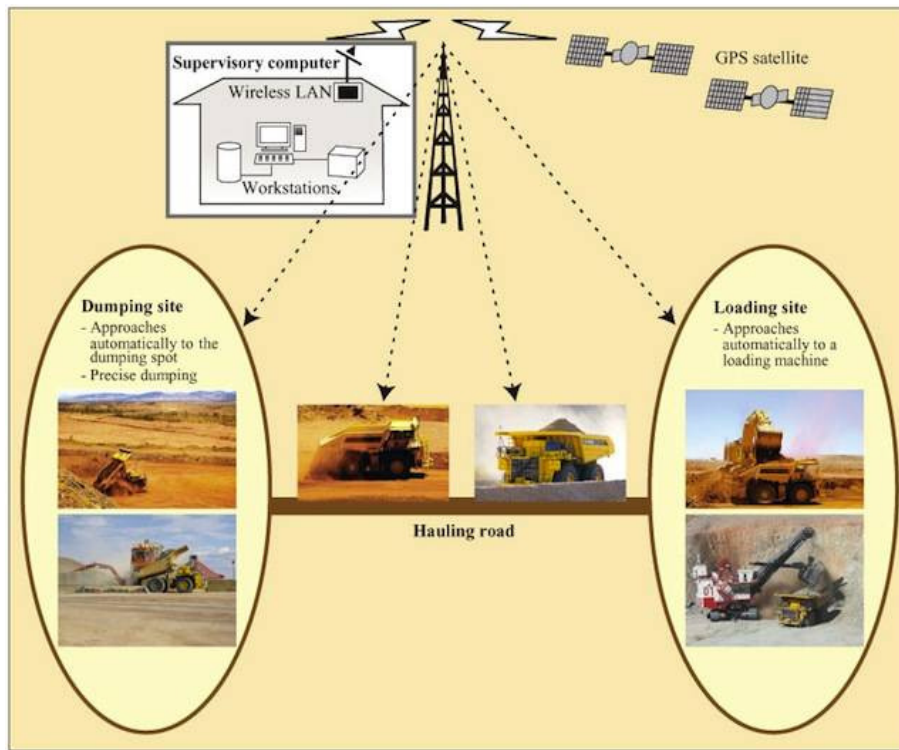 Supervisory computer
Wireless LAN
Workstations
GPS satellite
Dumping site
- Approaches
automatically to the
dumping spot
- Precise dumping
Loading site
- Approaches
automatically to a
loading machine
Hauling road